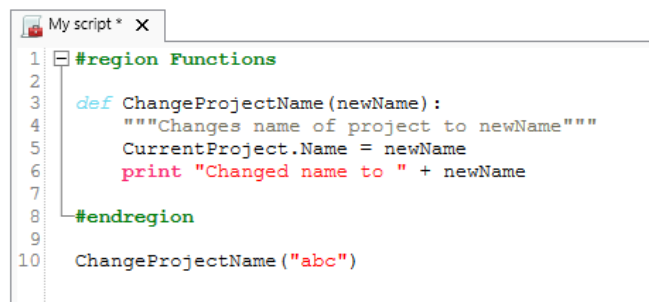 My script *
1 #region Functions
2
3 def ChangeProjectName(newName):
4 """Changes name of project to newName"""
5 CurrentProject.Name = newName
6 print "Changed name to " + newName
7
8 #endregion
9
10 ChangeProjectName("abc")